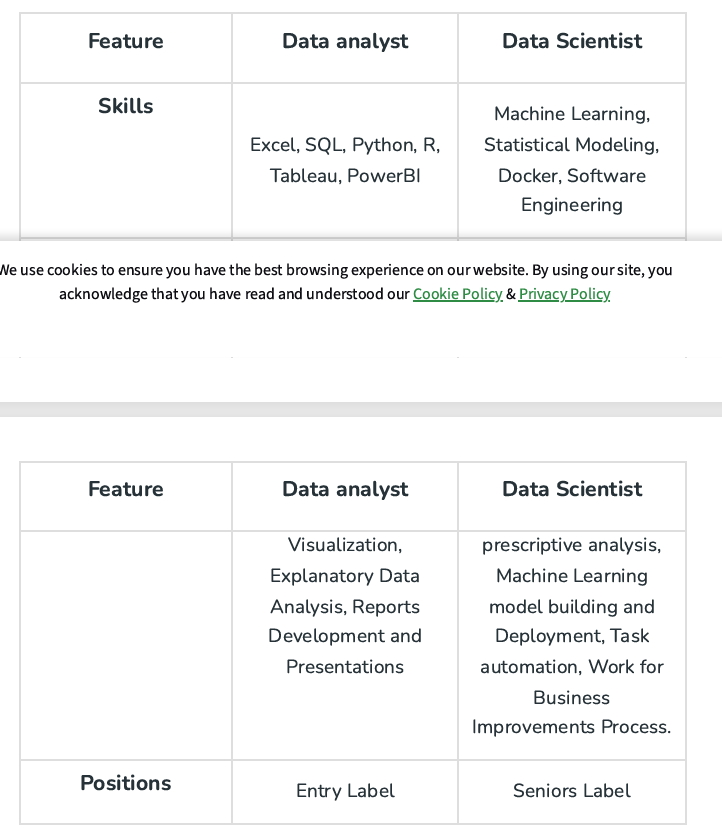 Feature Data analyst Data Scientist
Skills
Excel, SQL, Python, R,
Tableau, PowerBI
Machine Learning,
Statistical Modeling,
Docker, Software
Engineering
We use cookies to ensure you have the best browsing experience on our website. By using our site, you
acknowledge that you have read and understood our Cookie Policy & Privacy Policy
Feature Data analyst Data Scientist
Visualization,
Explanatory Data
Analysis, Reports
Development and
Presentations
prescriptive analysis,
Machine Learning
model building and
Deployment, Task
automation, Work for
Business
Improvements Process.
Positions Entry Label Seniors Label